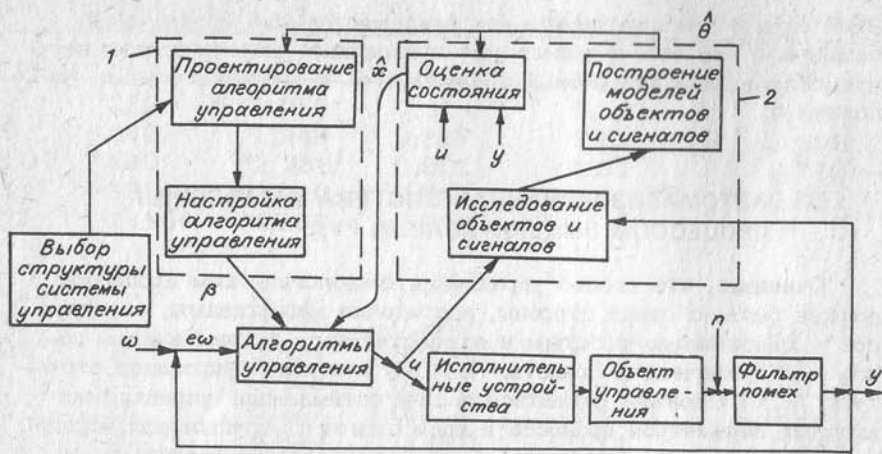 θ̂
1
Проектирование
алгоритма
управления
x̂
Оценка
состояния
Построение
моделей
объектов
и сигналов
2
u
y
Настройка
алгоритма
управления
Исследование
объектов и
сигналов
Выбор
структуры
системы
управления
β
ω
eω
Алгоритмы
управления
u
Исполнитель-
ные устрой-
ства
Объект
управле-
ния
n
Фильтр
помех
y